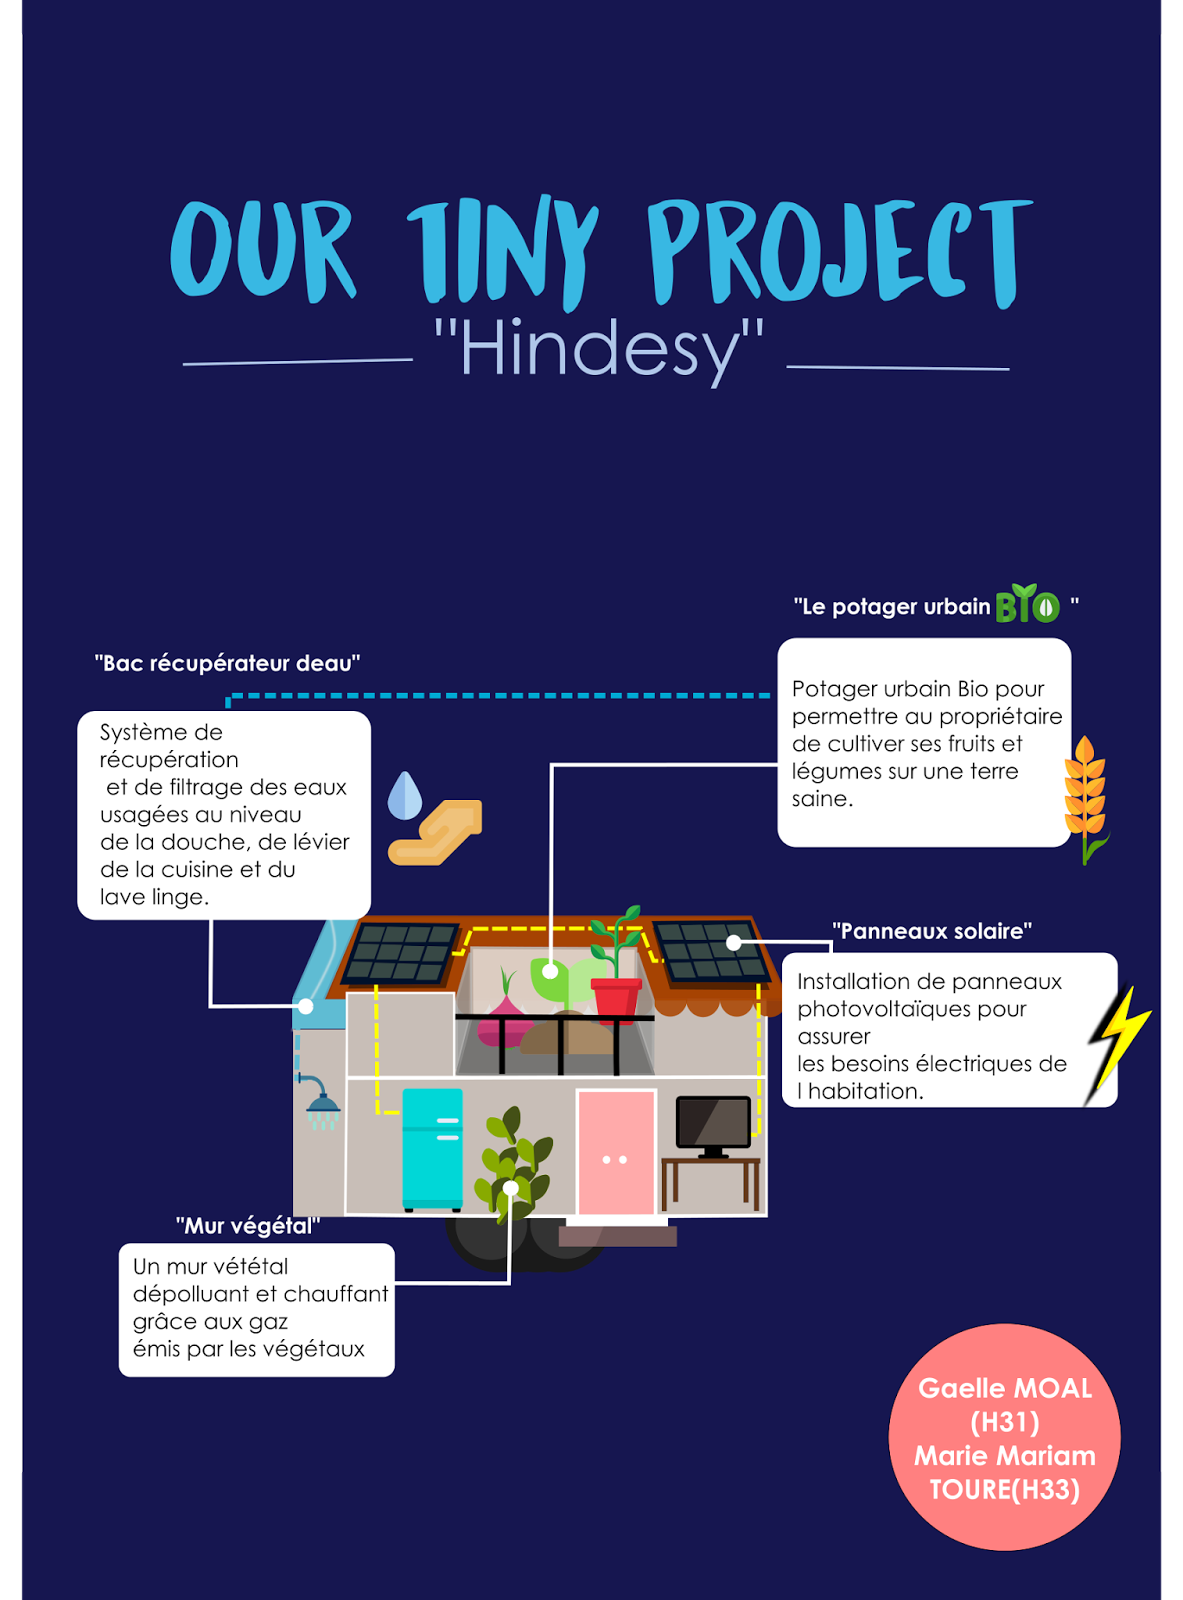 OUR TINY PROJECT
"Hindesy"
"Le potager urbain BIO "
"Bac récupérateur deau"
Potager urbain Bio pour
permettre au propriétaire
de cultiver ses fruits et
légumes sur une terre
saine.
Système de
récupération
et de filtrage des eaux
usagées au niveau
de la douche, de lévier
de la cuisine et du
lave linge.
"Panneaux solaire"
Installation de panneaux
photovoltaïques pour
assurer
les besoins électriques de
l habitation.
"Mur végétal"
Un mur vététal
dépolluant et chauffant
grâce aux gaz
émis par les végétaux
Gaelle MOAL
(H31)
Marie Mariam
TOURE(H33)